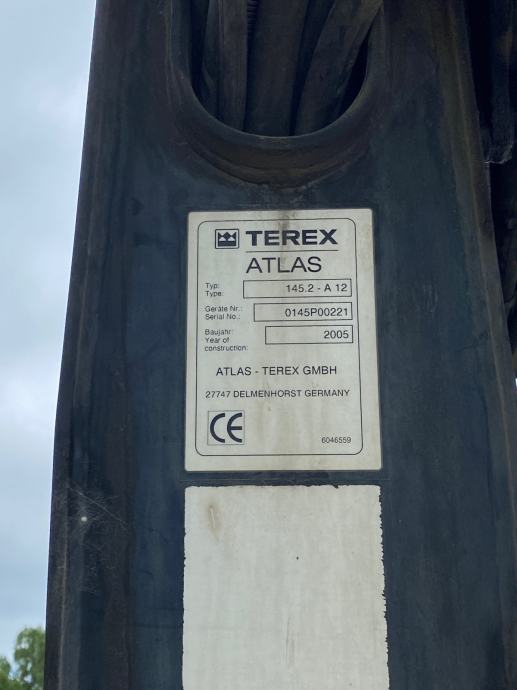 TEREX
ATLAS
Typ: 145.2 - A 12
Type:
Geräte Nr.: 0145P00221
Serial No.:
Baujahr: 2005
Year of
construction:
ATLAS - TEREX GMBH
27747 DELMENHORST GERMANY
CE
6046559